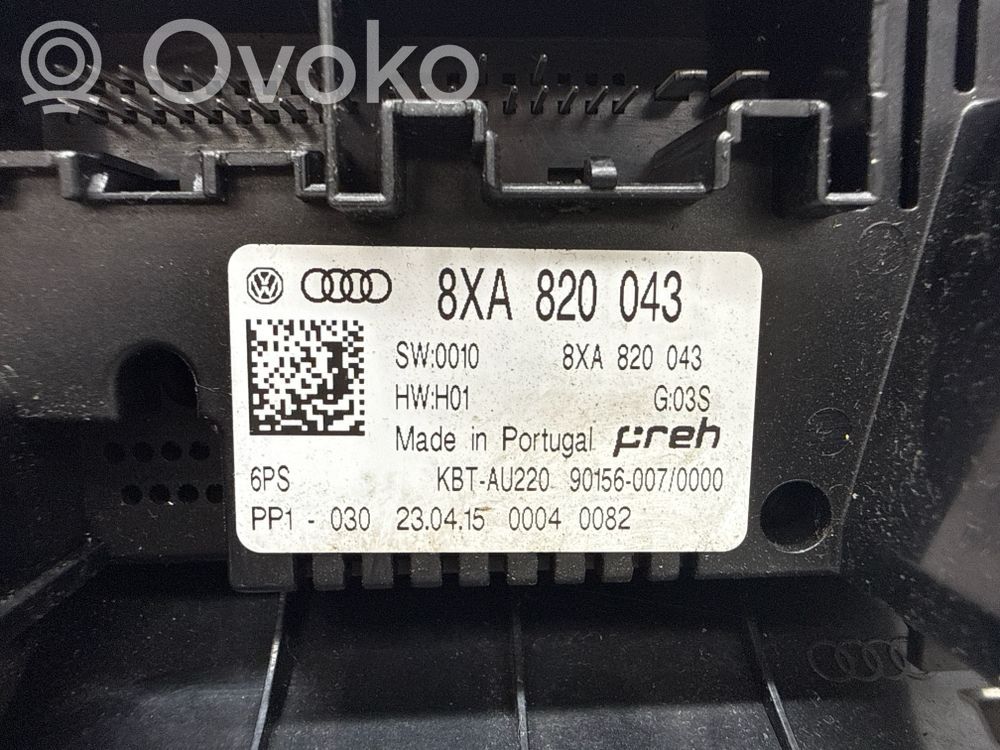 Ovoko
8XA 820 043
SW:0010 8XA 820 043
HW:H01 G:03S
Made in Portugal preh
6PS KBT-AU220 90156-007/0000
PP1 - 030 23.04.15 0004 0082